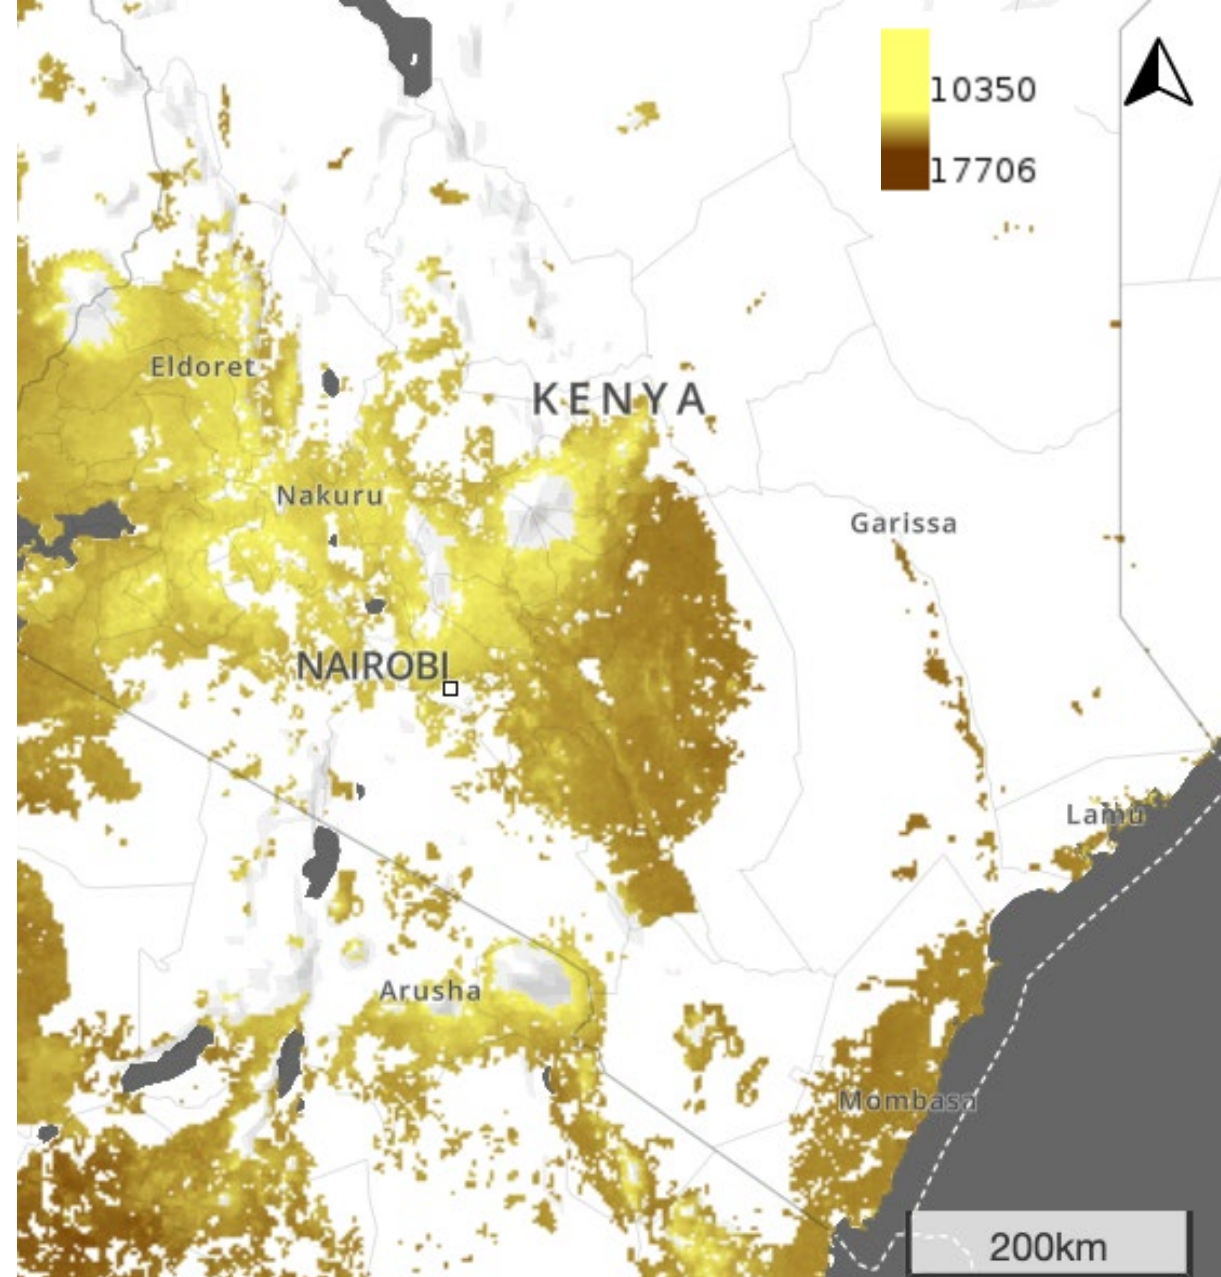 10350
17706
Eldoret
KENYA
Nakuru
Garissa
NAIROBI
Lamu
Arusha
Mombasa
200km